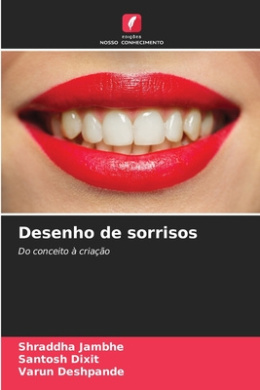 edições
NOSSO CONHECIMENTO
Desenho de sorrisos
Do conceito à criação
Shraddha Jambhe
Santosh Dixit
Varun Deshpande